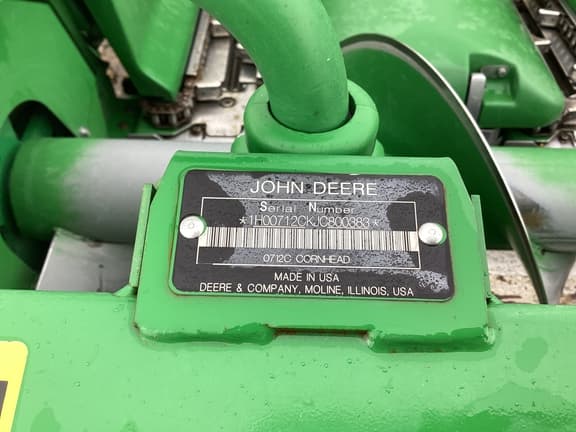 JOHN DEERE
Serial Number
*1H00712CKJC800383*
0712C CORNHEAD
MADE IN USA
DEERE & COMPANY, MOLINE, ILLINOIS, USA